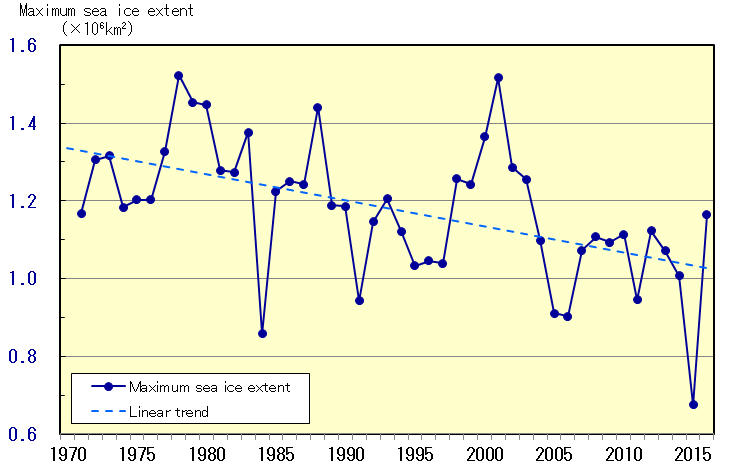 Maximum sea ice extent
(×10⁶km²)
1.6
1.4
1.2
1.0
0.8
0.6
Maximum sea ice extent
Linear trend
1970 1975 1980 1985 1990 1995 2000 2005 2010 2015